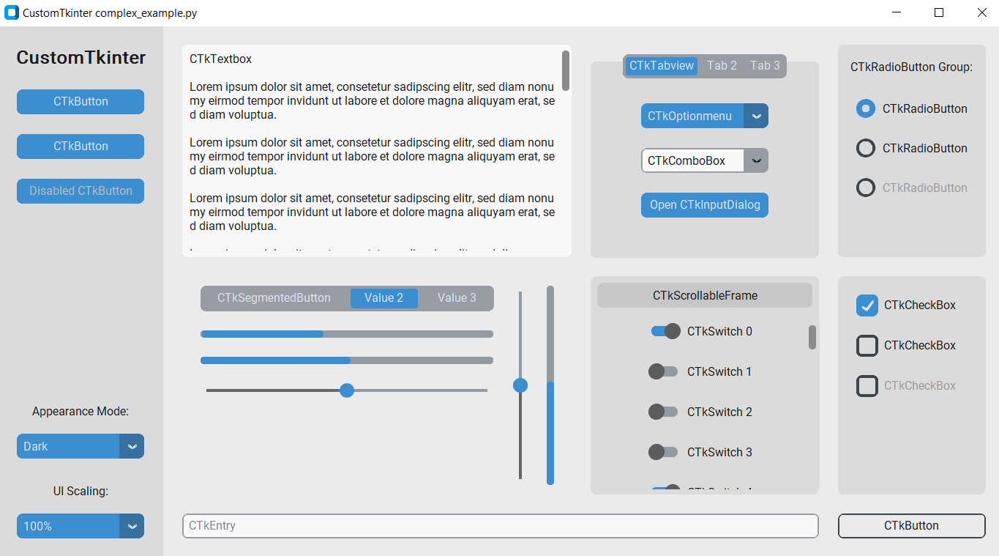 CustomTkinter complex_example.py
CustomTkinter
CTkButton
CTkButton
Disabled CTkButton
Appearance Mode:
Dark
UI Scaling:
100%
CTkTextbox
Lorem ipsum dolor sit amet, consetetur sadipscing elitr, sed diam nonu
my eirmod tempor invidunt ut labore et dolore magna aliquyam erat, se
d diam voluptua.
Lorem ipsum dolor sit amet, consetetur sadipscing elitr, sed diam nonu
my eirmod tempor invidunt ut labore et dolore magna aliquyam erat, se
d diam voluptua.
Lorem ipsum dolor sit amet, consetetur sadipscing elitr, sed diam nonu
my eirmod tempor invidunt ut labore et dolore magna aliquyam erat, se
d diam voluptua.
CTkTabview Tab 2 Tab 3
CTkOptionmenu
CTkComboBox
Open CTkInputDialog
CTkRadioButton Group:
CTkRadioButton
CTkRadioButton
CTkRadioButton
CTkSegmentedButton Value 2 Value 3
CTkScrollableFrame
CTkSwitch 0
CTkSwitch 1
CTkSwitch 2
CTkSwitch 3
CTkCheckBox
CTkCheckBox
CTkCheckBox
CTkEntry
CTkButton